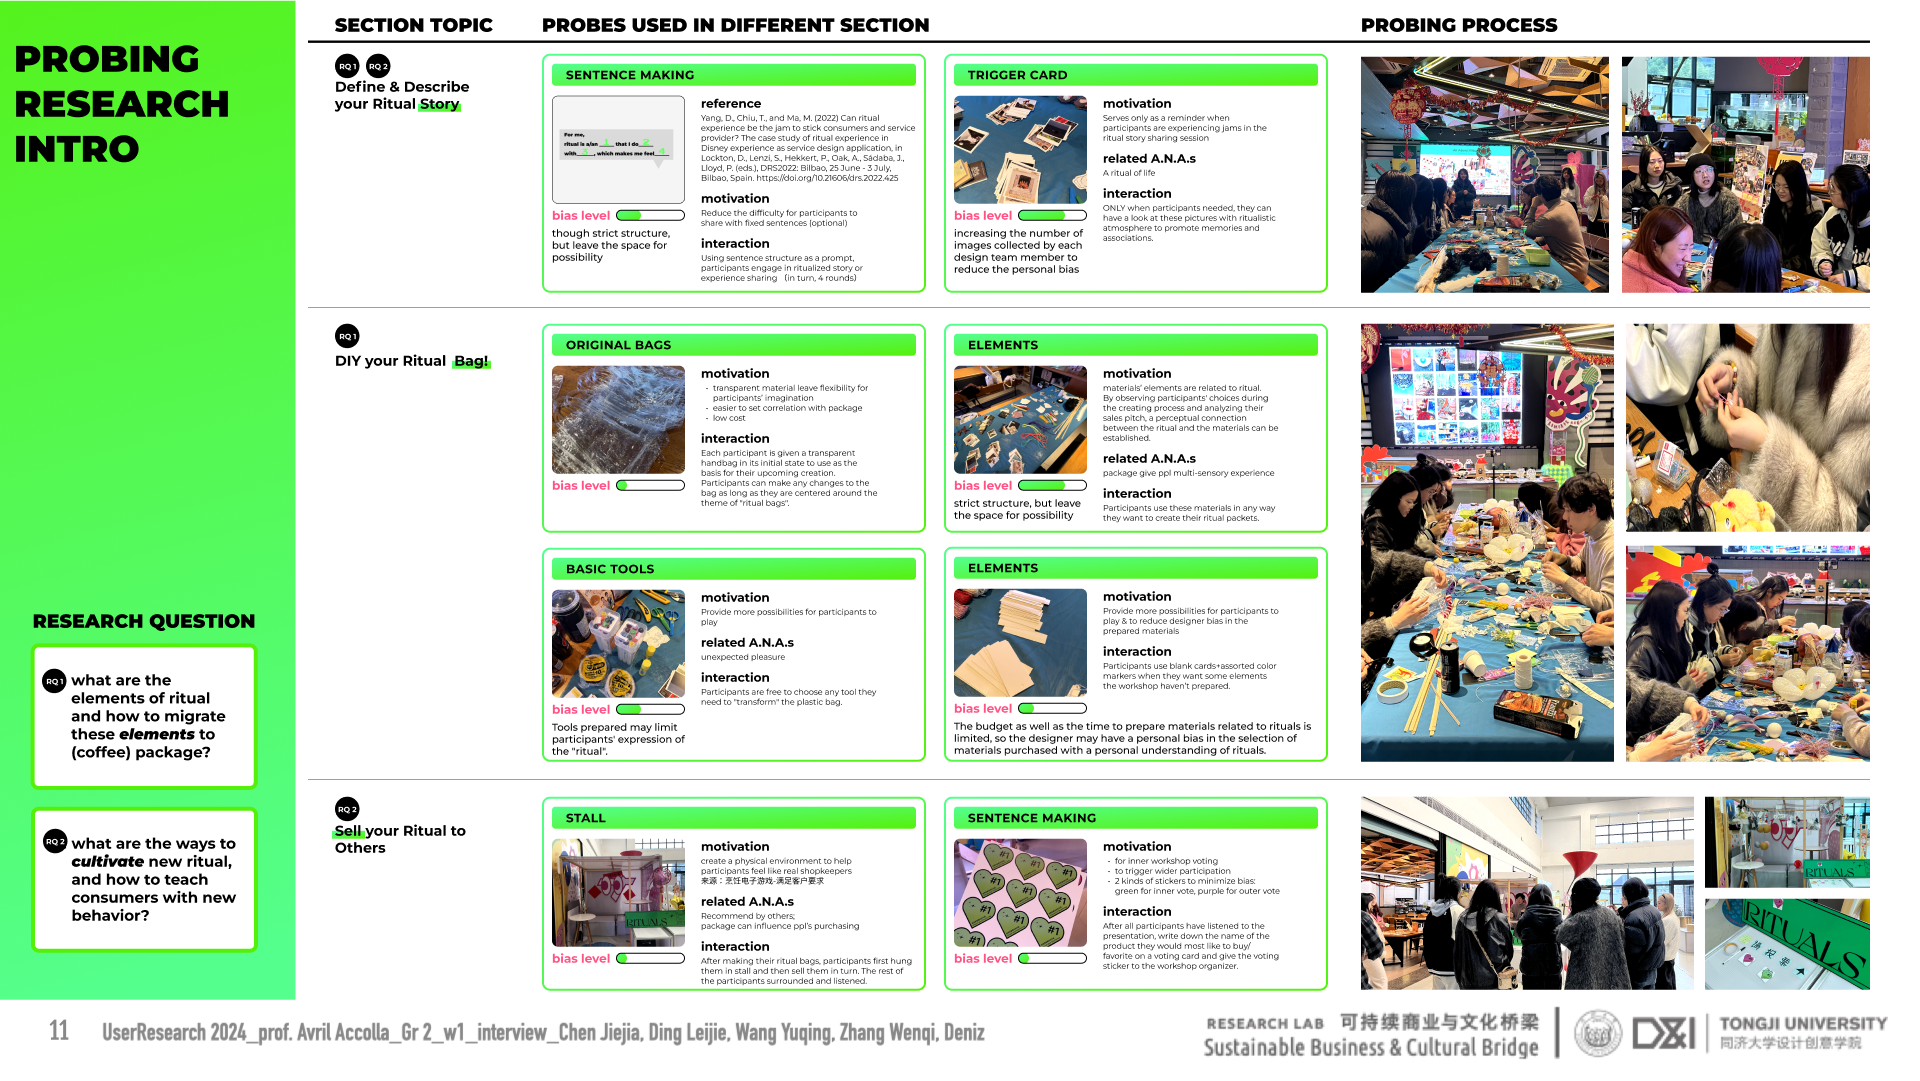 PROBING
RESEARCH
INTRO
RESEARCH QUESTION
RQ 1
what are the
elements of ritual
and how to migrate
these elements to
(coffee) package?
RQ 2
what are the ways to
cultivate new ritual,
and how to teach
consumers with new
behavior?
SECTION TOPIC
PROBES USED IN DIFFERENT SECTION
PROBING PROCESS
RQ 1 RQ 2
Define & Describe
your Ritual Story
SENTENCE MAKING
For me,
ritual is a/an 1 that I do 2
with 3, which makes me feel 4
bias level
though strict structure,
but leave the space for
possibility
reference
Yang, D., Chiu, T., and Ma, M. (2022) Can ritual
experience be the jam to stick consumers and service
provider? The case study of ritual experience in
Disney experience as service design application, in
Lockton, D., Lenzi, S., Hekkert, P., Oak, A., Sádaba, J.,
Lloyd, P. (eds.), DRS2022: Bilbao, 25 June - 3 July,
Bilbao, Spain. https://doi.org/10.21606/drs.2022.425
motivation
Reduce the difficulty for participants to
share with fixed sentences (optional)
interaction
Using sentence structure as a prompt,
participants engage in ritualized story or
experience sharing （in turn, 4 rounds）
TRIGGER CARD
bias level
increasing the number of
images collected by each
design team member to
reduce the personal bias
motivation
Serves only as a reminder when
participants are experiencing jams in the
ritual story sharing session
related A.N.A.s
A ritual of life
interaction
ONLY when participants needed, they can
have a look at these pictures with ritualistic
atmosphere to promote memories and
associations.
RQ 1
DIY your Ritual Bag!
ORIGINAL BAGS
bias level
motivation
- transparent material leave flexibility for
participants' imagination
- easier to set correlation with package
- low cost
interaction
Each participant is given a transparent
handbag in its initial state to use as the
basis for their upcoming creation.
Participants can make any changes to the
bag as long as they are centered around the
theme of "ritual bags".
ELEMENTS
bias level
strict structure, but leave
the space for possibility
motivation
materials' elements are related to ritual.
By observing participants' choices during
the creating process and analyzing their
sales pitch, a perceptual connection
between the ritual and the materials can be
established.
related A.N.A.s
package give ppl multi-sensory experience
interaction
Participants use these materials in any way
they want to create their ritual packets.
BASIC TOOLS
bias level
Tools prepared may limit
participants' expression of
the "ritual".
motivation
Provide more possibilities for participants to
play
related A.N.A.s
unexpected pleasure
interaction
Participants are free to choose any tool they
need to "transform" the plastic bag.
ELEMENTS
motivation
Provide more possibilities for participants to
play & to reduce designer bias in the
prepared materials
interaction
Participants use blank cards+assorted color
markers when they want some elements
the workshop haven't prepared.
bias level
The budget as well as the time to prepare materials related to rituals is
limited, so the designer may have a personal bias in the selection of
materials purchased with a personal understanding of rituals.
RQ 2
Sell your Ritual to
Others
STALL
RITUALS
bias level
motivation
create a physical environment to help
participants feel like real shopkeepers
来源：烹饪电子游戏-满足客户要求
related A.N.A.s
Recommend by others;
package can influence ppl's purchasing
interaction
After making their ritual bags, participants first hung
them in stall and then sell them in turn. The rest of
the participants surrounded and listened.
SENTENCE MAKING
#1
#1
#1
#1
#1
#1
#1
bias level
motivation
- for inner workshop voting
- to trigger wider participation
- 2 kinds of stickers to minimize bias:
green for inner vote, purple for outer vote
interaction
After all participants have listened to the
presentation, write down the name of the
product they would most like to buy/
favorite on a voting card and give the voting
sticker to the workshop organizer.
RITUALS
RITUALS
11
UserResearch 2024_prof. Avril Accolla_Gr 2_w1_interview_Chen Jiejia, Ding Leijie, Wang Yuqing, Zhang Wenqi, Deniz
RESEARCH LAB 可持续商业与文化桥梁
Sustainable Business & Cultural Bridge
D&I
TONGJI UNIVERSITY
同济大学设计创意学院